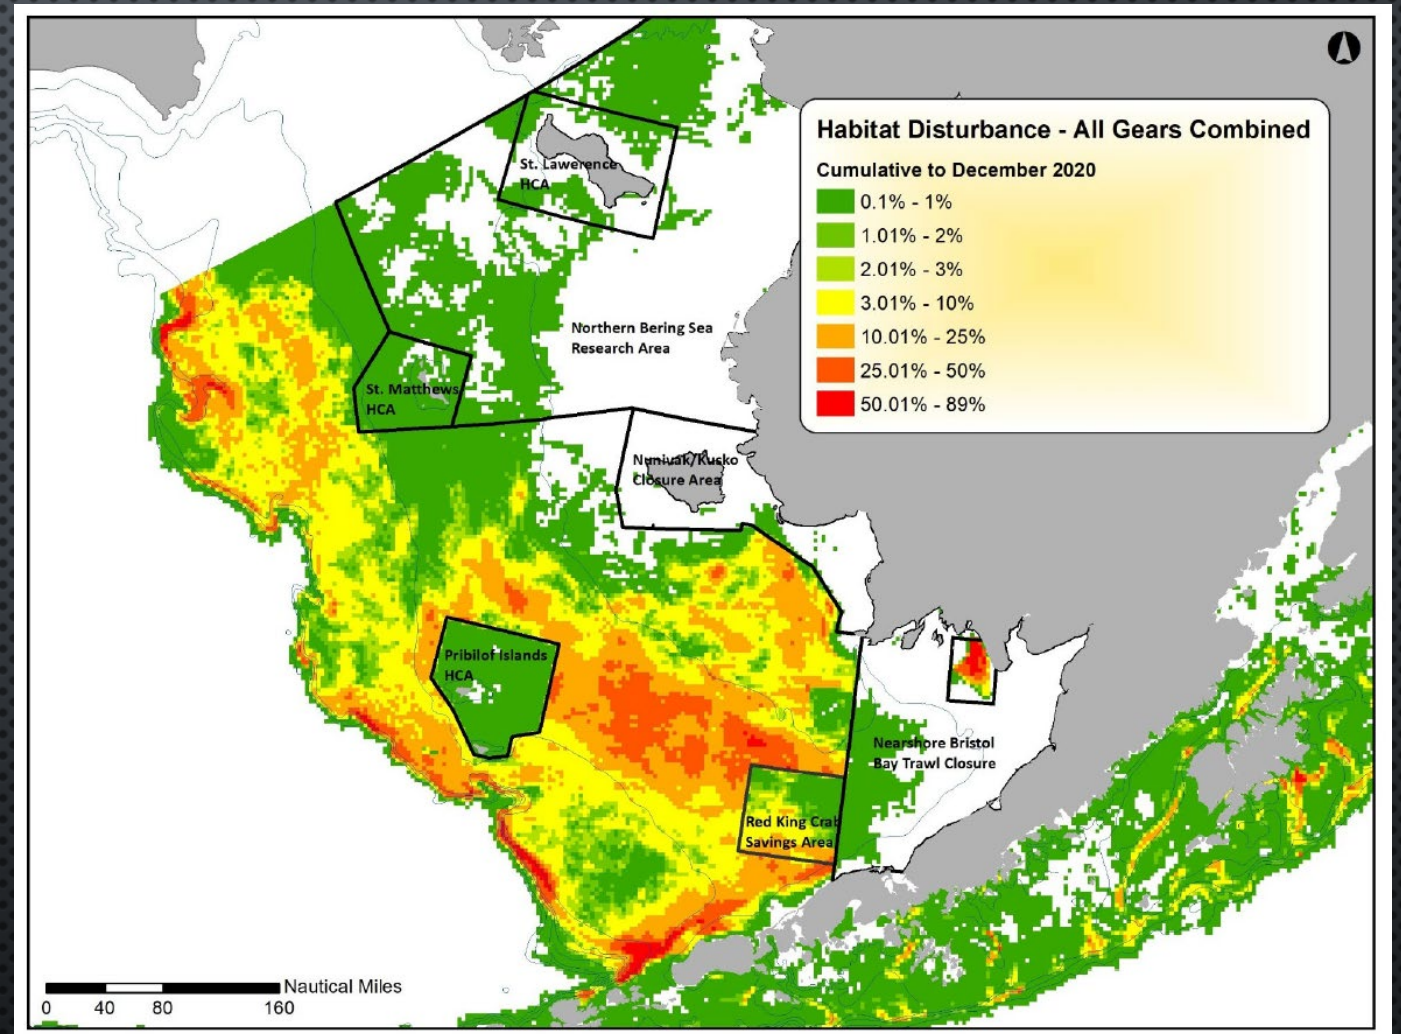 Habitat Disturbance - All Gears Combined
Cumulative to December 2020
0.1% - 1%
1.01% - 2%
2.01% - 3%
3.01% - 10%
10.01% - 25%
25.01% - 50%
50.01% - 89%
St. Lawerence
HCA
Northern Bering Sea
Research Area
St. Matthews
HCA
Nunivak/Kusko
Closure Area
Pribilof Islands
HCA
Nearshore Bristol
Bay Trawl Closure
Red King Crab
Savings Area
Nautical Miles
0 40 80 160